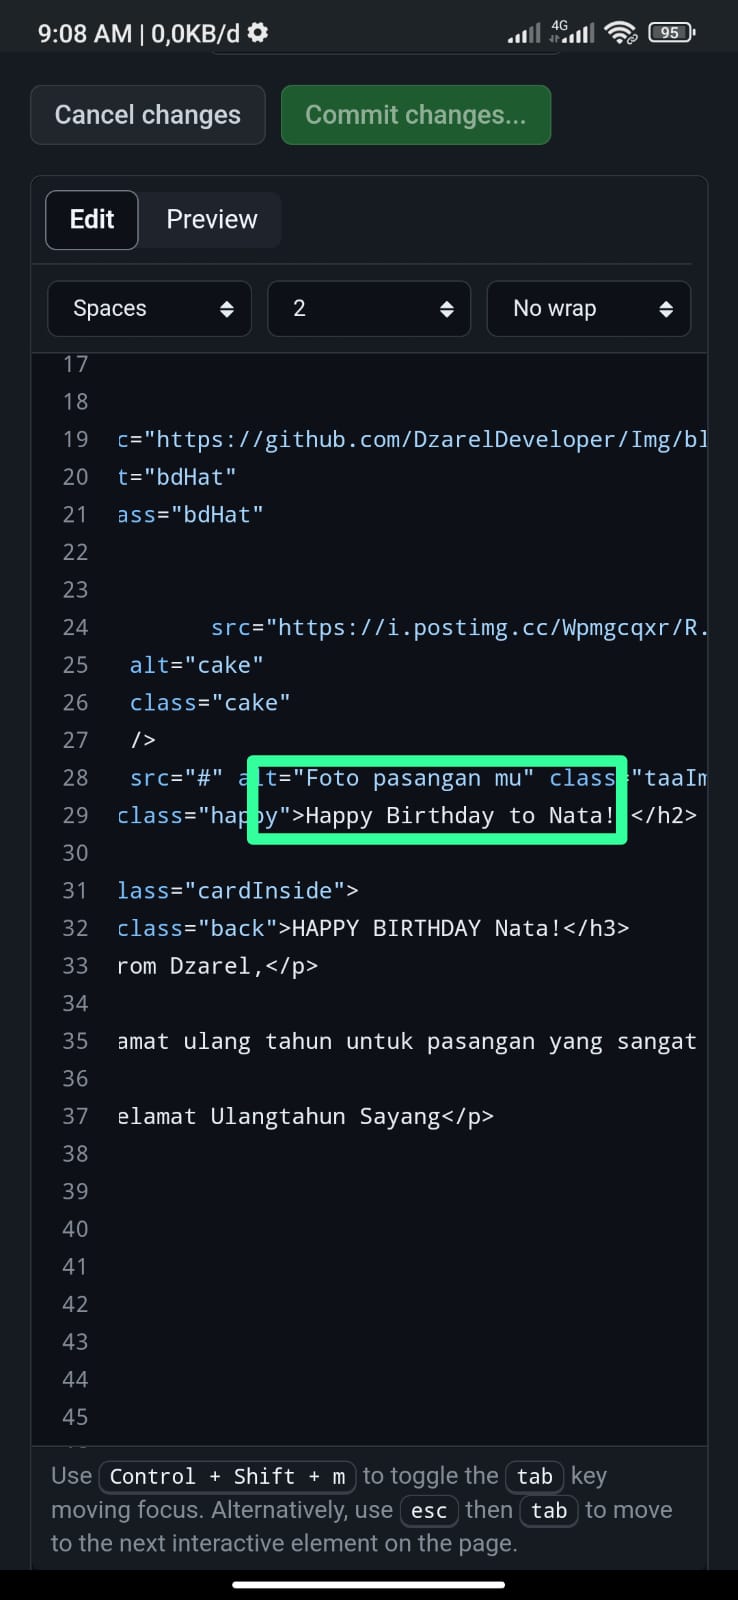 9:08 AM | 0,0KB/d
4G
95
Cancel changes
Commit changes...
Edit
Preview
Spaces
2
No wrap
17
18
19 c="https://github.com/DzarelDeveloper/Img/bl
20 t="bdHat"
21 ass="bdHat"
22
23
24 src="https://i.postimg.cc/Wpmgcqxr/R.
25 alt="cake"
26 class="cake"
27 />
28 src="#" alt="Foto pasangan mu" class="taaIm
29 class="happy">Happy Birthday to Nata! </h2>
30
31 lass="cardInside">
32 class="back">HAPPY BIRTHDAY Nata!</h3>
33 rom Dzarel,</p>
34
35 amat ulang tahun untuk pasangan yang sangat
36
37 elamat Ulangtahun Sayang</p>
38
39
40
41
42
43
44
45
Use Control + Shift + m to toggle the tab key
moving focus. Alternatively, use esc then tab to move
to the next interactive element on the page.